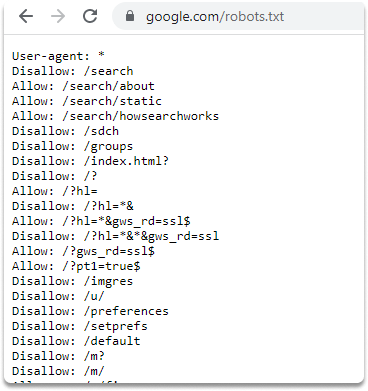 google.com/robots.txt
User-agent: *
Disallow: /search
Allow: /search/about
Allow: /search/static
Allow: /search/howsearchworks
Disallow: /sdch
Disallow: /groups
Disallow: /index.html?
Disallow: /?
Allow: /?hl=
Disallow: /?hl=*&
Allow: /?hl=*&gws_rd=ssl$
Disallow: /?hl=*&*&gws_rd=ssl
Allow: /?gws_rd=ssl$
Allow: /?pt1=true$
Disallow: /imgres
Disallow: /u/
Disallow: /preferences
Disallow: /setprefs
Disallow: /default
Disallow: /m?
Disallow: /m/